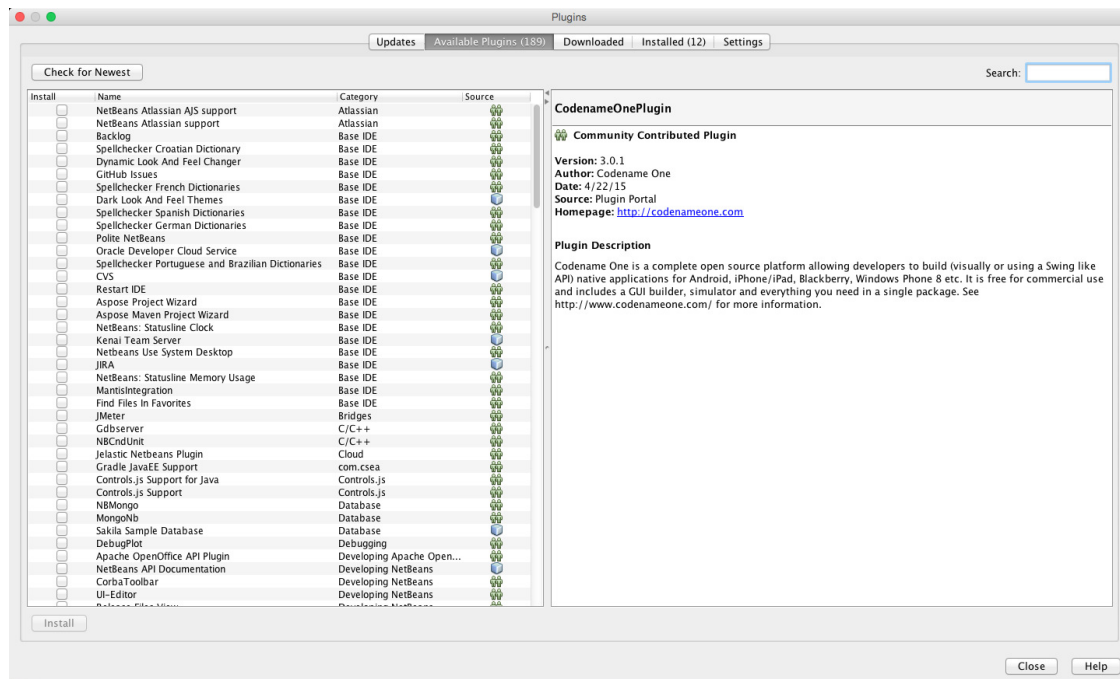 Plugins
Updates Available Plugins (189) Downloaded Installed (12) Settings
Check for Newest
Search:
Install Name Category Source
NetBeans Atlassian AJS support Atlassian
NetBeans Atlassian support Atlassian
Backlog Base IDE
Spellchecker Croatian Dictionary Base IDE
Dynamic Look And Feel Changer Base IDE
GitHub Issues Base IDE
Spellchecker French Dictionaries Base IDE
Dark Look And Feel Themes Base IDE
Spellchecker Spanish Dictionaries Base IDE
Spellchecker German Dictionaries Base IDE
Polite NetBeans Base IDE
Oracle Developer Cloud Service Base IDE
Spellchecker Portuguese and Brazilian Dictionaries Base IDE
CVS Base IDE
Restart IDE Base IDE
Aspose Project Wizard Base IDE
Aspose Maven Project Wizard Base IDE
NetBeans: Statusline Clock Base IDE
Kenai Team Server Base IDE
Netbeans Use System Desktop Base IDE
JIRA Base IDE
NetBeans: Statusline Memory Usage Base IDE
MantisIntegration Base IDE
Find Files In Favorites Base IDE
JMeter Bridges
Gdbserver C/C++
NBCndUnit C/C++
Jelastic Netbeans Plugin Cloud
Gradle JavaEE Support com.csea
Controls.js Support for Java Controls.js
Controls.js Support Controls.js
NBMongo Database
MongoNb Database
Sakila Sample Database Database
DebugPlot Debugging
Apache OpenOffice API Plugin Developing Apache Open...
NetBeans API Documentation Developing NetBeans
CorbaToolbar Developing NetBeans
UI-Editor Developing NetBeans
CodenameOnePlugin
Community Contributed Plugin
Version: 3.0.1
Author: Codename One
Date: 4/22/15
Source: Plugin Portal
Homepage: http://codenameone.com
Plugin Description
Codename One is a complete open source platform allowing developers to build (visually or using a Swing like
API) native applications for Android, iPhone/iPad, Blackberry, Windows Phone 8 etc. It is free for commercial use
and includes a GUI builder, simulator and everything you need in a single package. See
http://www.codenameone.com/ for more information.
Install
Close Help